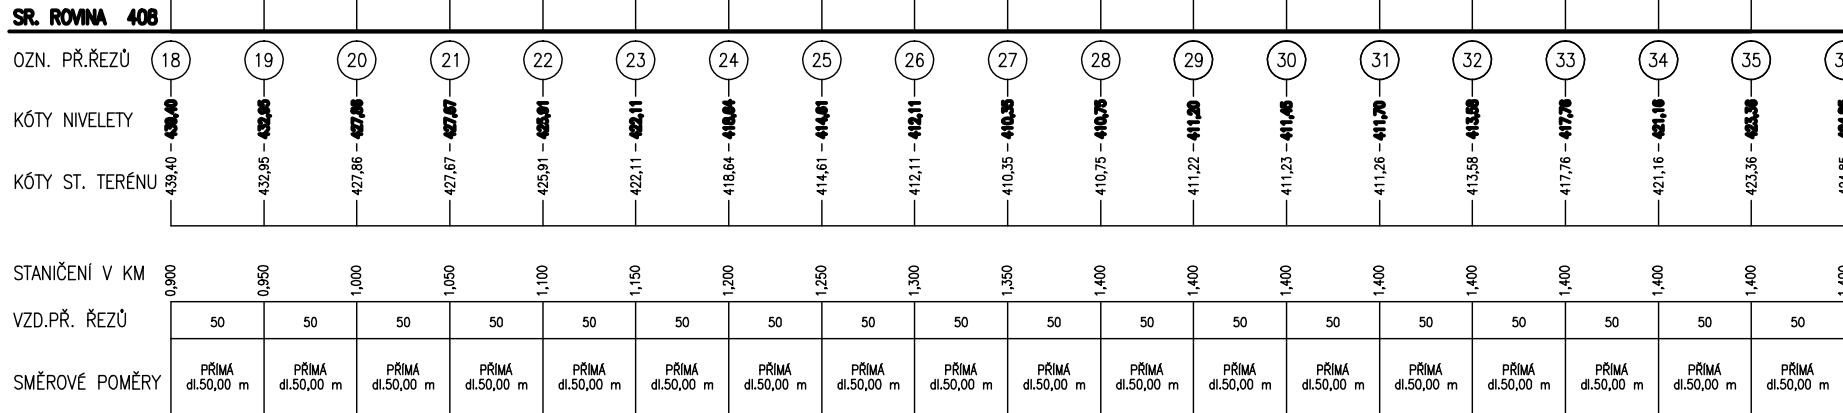 SR. ROVINA 408
OZN. PŘ.ŘEZŮ 18 19 20 21 22 23 24 25 26 27 28 29 30 31 32 33 34 35
KÓTY NIVELETY 439,40 432,95 427,86 427,67 425,91 422,11 418,64 414,61 412,11 410,35 410,75 411,20 411,45 411,70 413,58 417,76 421,16 423,36
KÓTY ST. TERÉNU 439,40 432,95 427,86 427,67 425,91 422,11 418,64 414,61 412,11 410,35 410,75 411,22 411,23 411,26 413,58 417,76 421,16 423,36
STANIČENÍ V KM 0,900 0,950 1,000 1,050 1,100 1,150 1,200 1,250 1,300 1,350 1,400 1,400 1,400 1,400 1,400 1,400 1,400 1,400 1,400
VZD.PŘ. ŘEZŮ 50 50 50 50 50 50 50 50 50 50 50 50 50 50 50 50 50 50
SMĚROVÉ POMĚRY
PŘÍMÁ PŘÍMÁ PŘÍMÁ PŘÍMÁ PŘÍMÁ PŘÍMÁ PŘÍMÁ PŘÍMÁ PŘÍMÁ PŘÍMÁ PŘÍMÁ PŘÍMÁ PŘÍMÁ PŘÍMÁ PŘÍMÁ PŘÍMÁ PŘÍMÁ PŘÍMÁ
dl.50,00 m dl.50,00 m dl.50,00 m dl.50,00 m dl.50,00 m dl.50,00 m dl.50,00 m dl.50,00 m dl.50,00 m dl.50,00 m dl.50,00 m dl.50,00 m dl.50,00 m dl.50,00 m dl.50,00 m dl.50,00 m dl.50,00 m dl.50,00 m